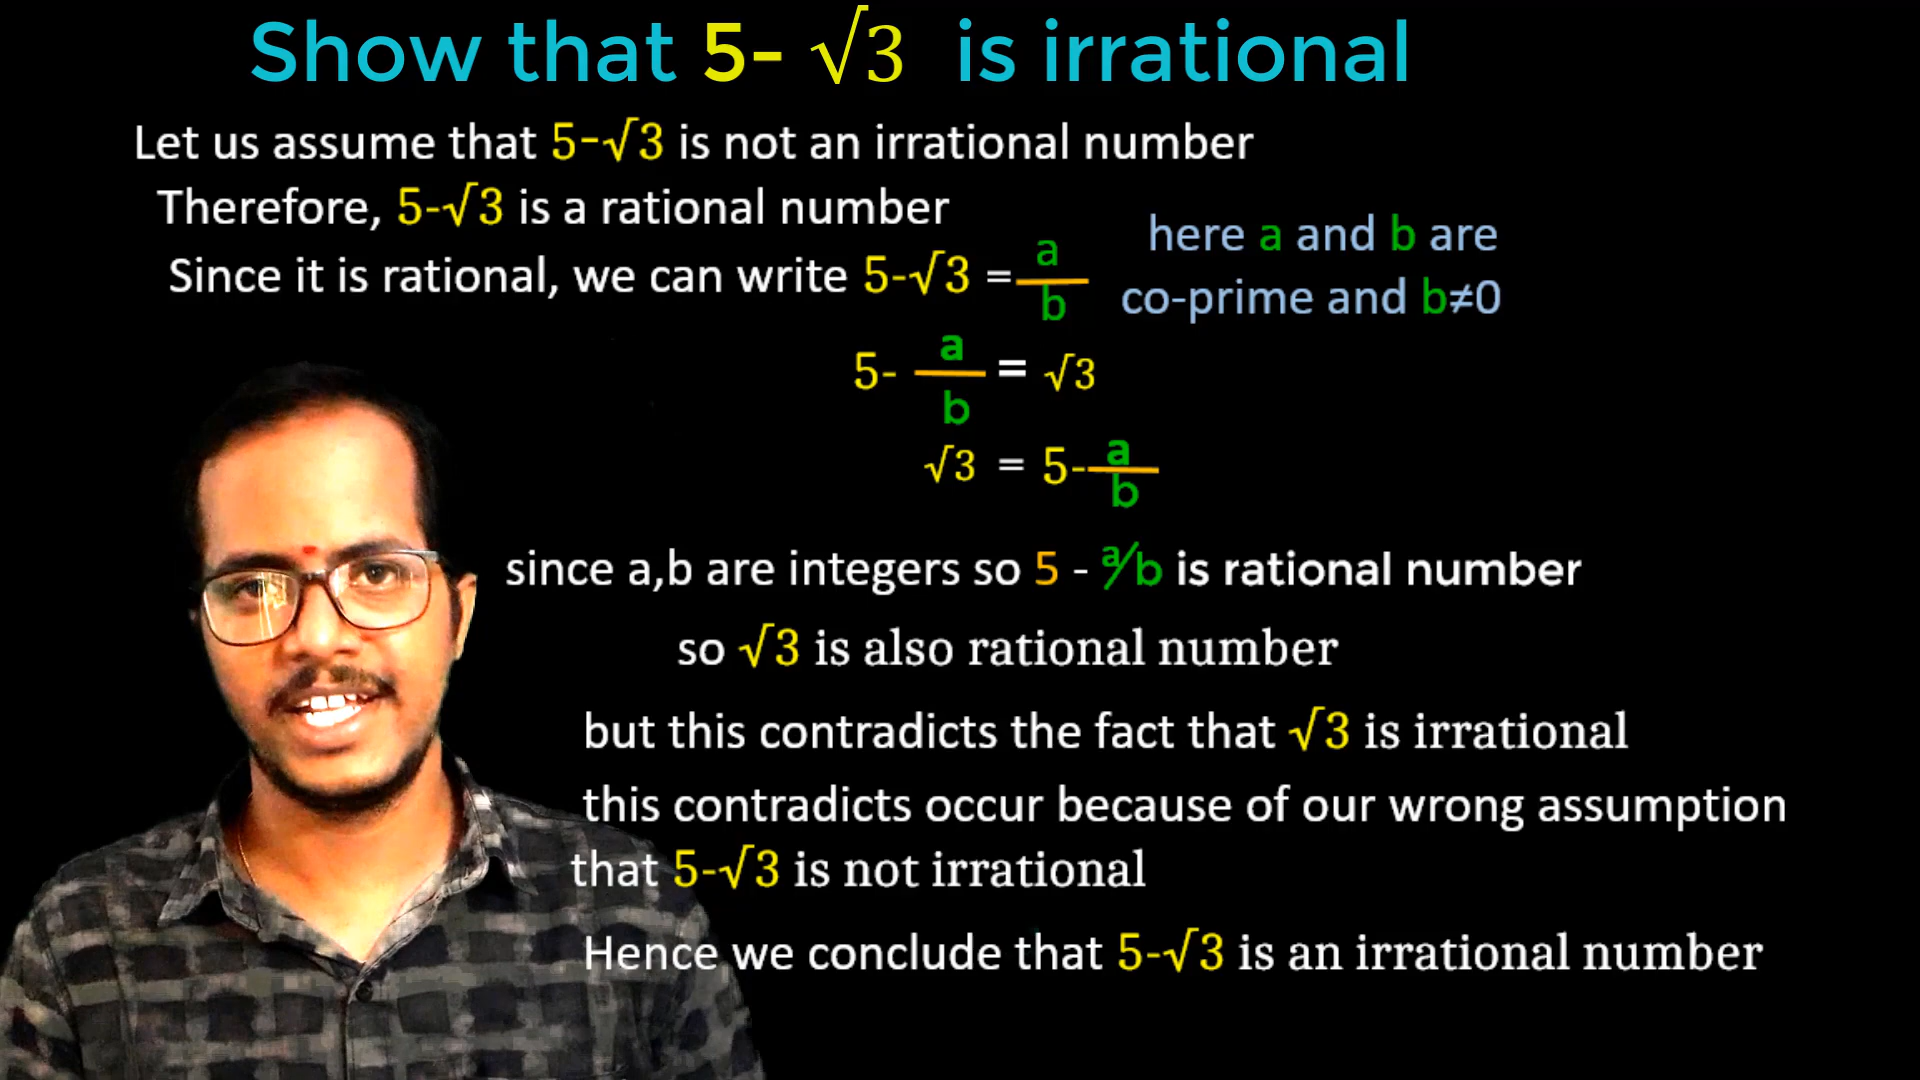 Show that 5- √3 is irrational
Let us assume that 5-√3 is not an irrational number
Therefore, 5-√3 is a rational number
Since it is rational, we can write 5-√3 = a/b
here a and b are
co-prime and b≠0
5- a/b = √3
√3 = 5- a/b
since a,b are integers so 5 - a/b is rational number
so √3 is also rational number
but this contradicts the fact that √3 is irrational
this contradicts occur because of our wrong assumption
that 5-√3 is not irrational
Hence we conclude that 5-√3 is an irrational number